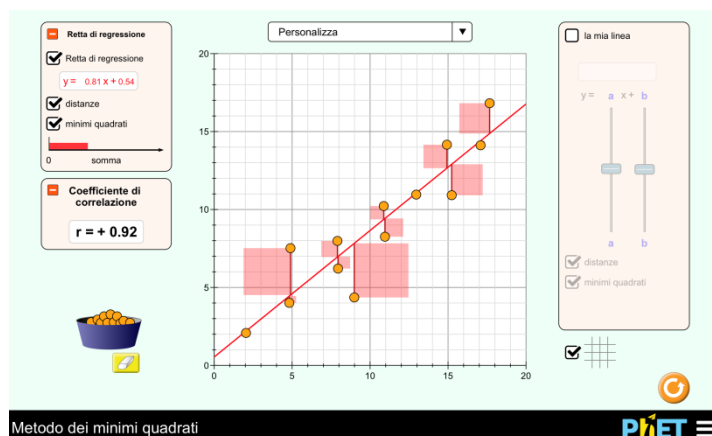 Retta di regressione
Retta di regressione
y = 0.81 x + 0.54
distanze
minimi quadrati
0 somma
Coefficiente di
correlazione
r = + 0.92
Personalizza
20
15
10
5
0
0 5 10 15 20
la mia linea
y = a x + b
a b
distanze
minimi quadrati
Metodo dei minimi quadrati
PhET